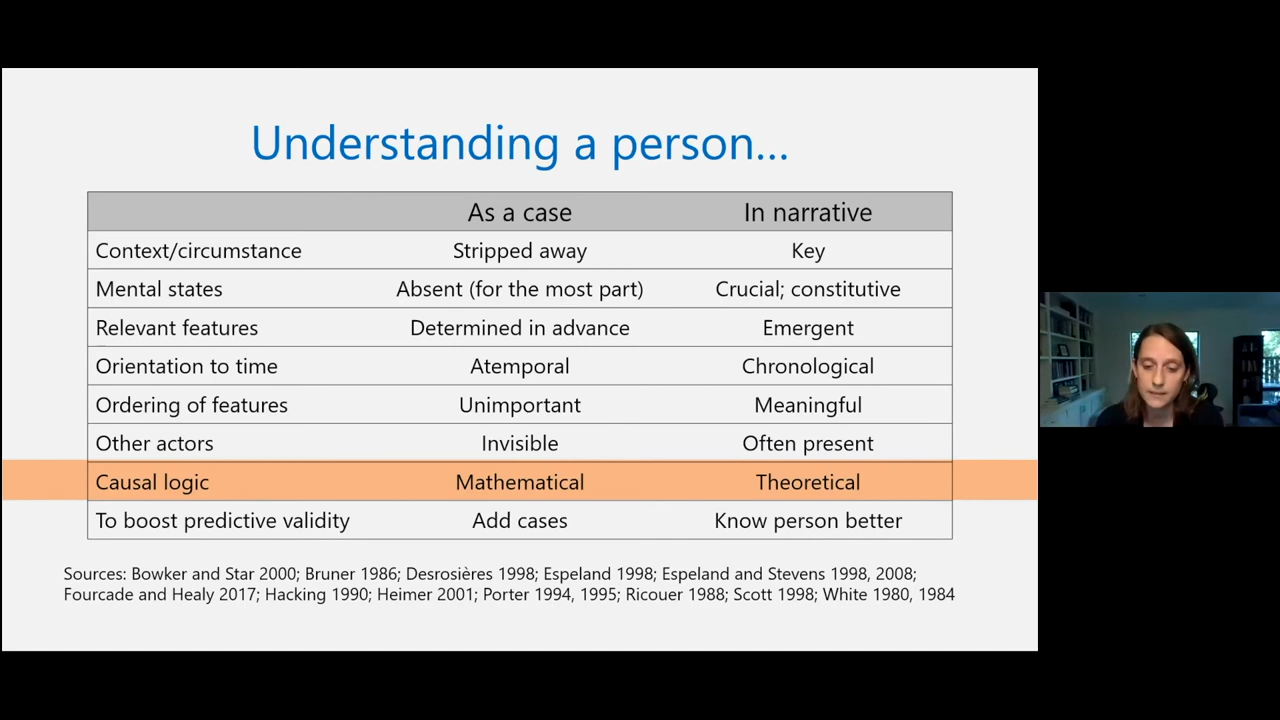 Understanding a person...
As a case In narrative
Context/circumstance Stripped away Key
Mental states Absent (for the most part) Crucial; constitutive
Relevant features Determined in advance Emergent
Orientation to time Atemporal Chronological
Ordering of features Unimportant Meaningful
Other actors Invisible Often present
Causal logic Mathematical Theoretical
To boost predictive validity Add cases Know person better
Sources: Bowker and Star 2000; Bruner 1986; Desrosières 1998; Espeland 1998; Espeland and Stevens 1998, 2008;
Fourcade and Healy 2017; Hacking 1990; Heimer 2001; Porter 1994, 1995; Ricouer 1988; Scott 1998; White 1980, 1984